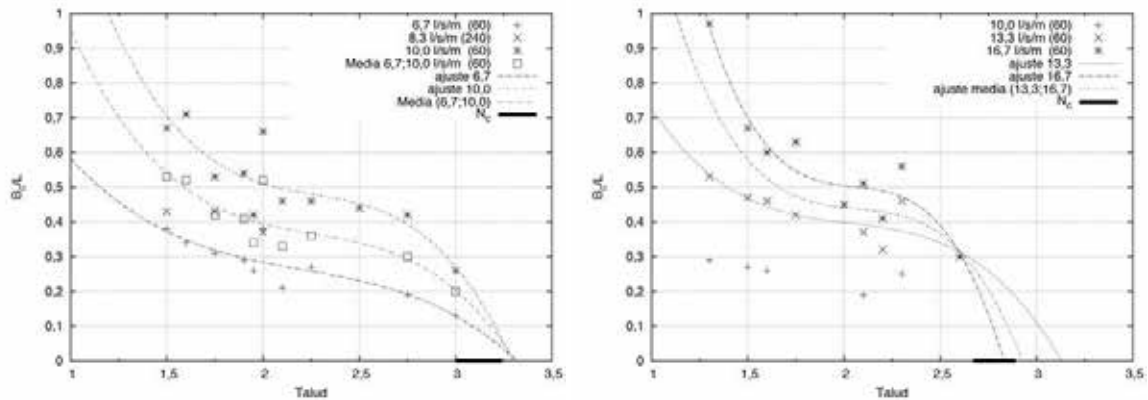 1
0,9
0,8
0,7
0,6
0,5
0,4
0,3
0,2
0,1
0
B_c/L
1
1,5
2
2,5
3
3,5
Talud
6,7 l/s/m (60)
8,3 l/s/m (240)
10,0 l/s/m (60)
Media 6,7;10,0 l/s/m (60)
ajuste 6,7
ajuste 10,0
Media (6,7;10,0)
N_c
1
0,9
0,8
0,7
0,6
0,5
0,4
0,3
0,2
0,1
0
B_c/L
1
1,5
2
2,5
3
3,5
Talud
10,0 l/s/m (60)
13,3 l/s/m (60)
16,7 l/s/m (60)
ajuste 13,3
ajuste 16,7
ajuste media (13,3;16,7)
N_c